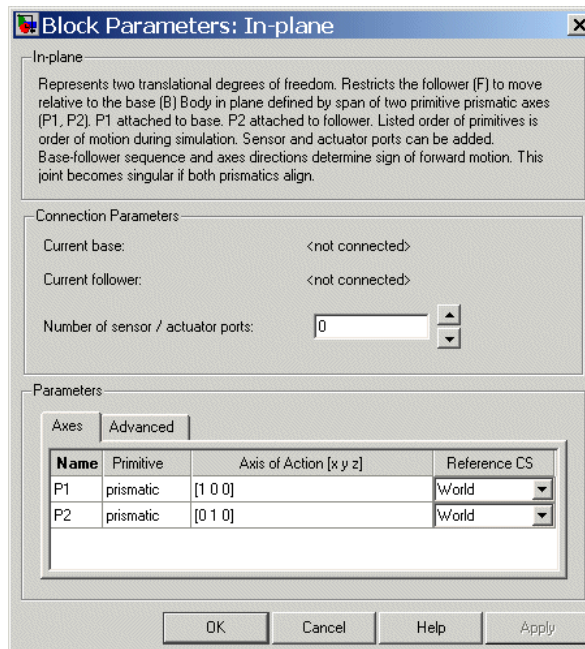 Block Parameters: In-plane
In-plane
Represents two translational degrees of freedom. Restricts the follower (F) to move
relative to the base (B) Body in plane defined by span of two primitive prismatic axes
(P1, P2). P1 attached to base. P2 attached to follower. Listed order of primitives is
order of motion during simulation. Sensor and actuator ports can be added.
Base-follower sequence and axes directions determine sign of forward motion. This
joint becomes singular if both prismatics align.
Connection Parameters
Current base: <not connected>
Current follower: <not connected>
Number of sensor / actuator ports: 0
Parameters
Axes Advanced
Name Primitive Axis of Action [x y z] Reference CS
P1 prismatic [1 0 0] World
P2 prismatic [0 1 0] World
OK Cancel Help Apply